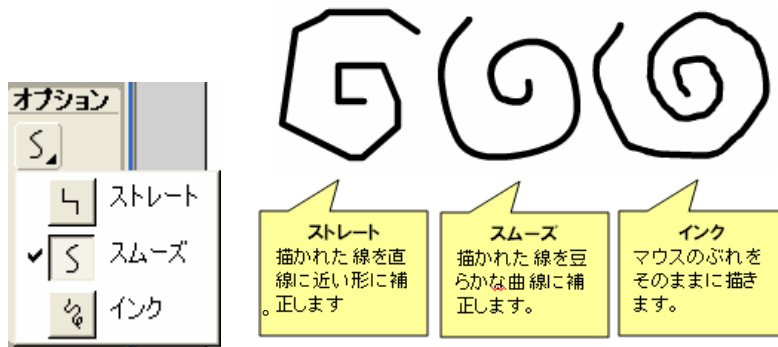 オプション
ストレート
スムーズ
インク
ストレート
描かれた線を直
線に近い形に補
。正します
スムーズ
描かれた線を豆
らかな曲線に補
正します。
インク
マウスのぶれを
そのままに描き
ます。